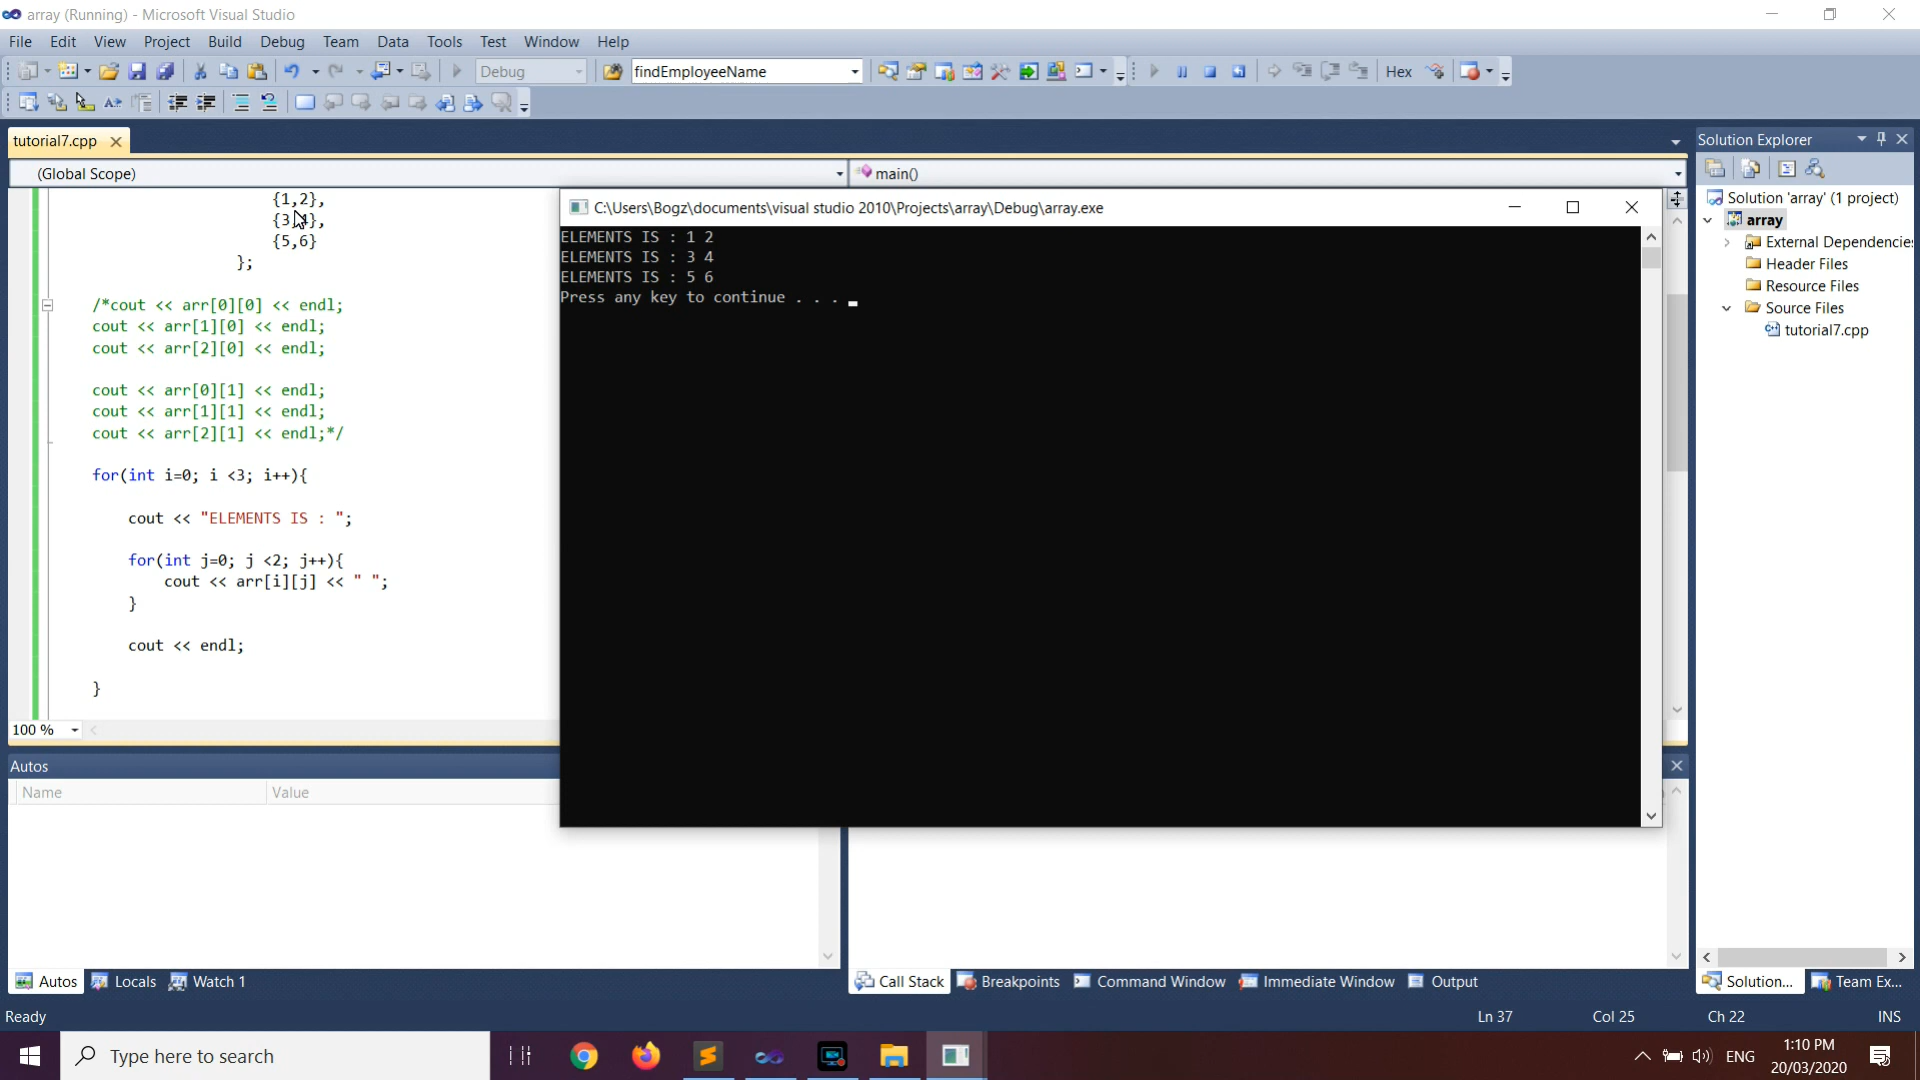 array (Running) - Microsoft Visual Studio
File Edit View Project Build Debug Team Data Tools Test Window Help
Debug findEmployeeName Hex
tutorial7.cpp
(Global Scope) main()
{1,2},
{3,4},
{5,6}
};
/*cout << arr[0][0] << endl;
cout << arr[1][0] << endl;
cout << arr[2][0] << endl;
cout << arr[0][1] << endl;
cout << arr[1][1] << endl;
cout << arr[2][1] << endl;*/
for(int i=0; i <3; i++){
cout << "ELEMENTS IS : ";
for(int j=0; j <2; j++){
cout << arr[i][j] << " ";
}
cout << endl;
}
100 %
C:\Users\Bogz\documents\visual studio 2010\Projects\array\Debug\array.exe
ELEMENTS IS : 1 2
ELEMENTS IS : 3 4
ELEMENTS IS : 5 6
Press any key to continue . . .
Solution Explorer
Solution 'array' (1 project)
array
External Dependencie
Header Files
Resource Files
Source Files
tutorial7.cpp
Autos
Name Value
Autos Locals Watch 1
Call Stack Breakpoints Command Window Immediate Window Output
Solution... Team Ex...
Ready Ln 37 Col 25 Ch 22 INS
Type here to search
ENG
1:10 PM
20/03/2020